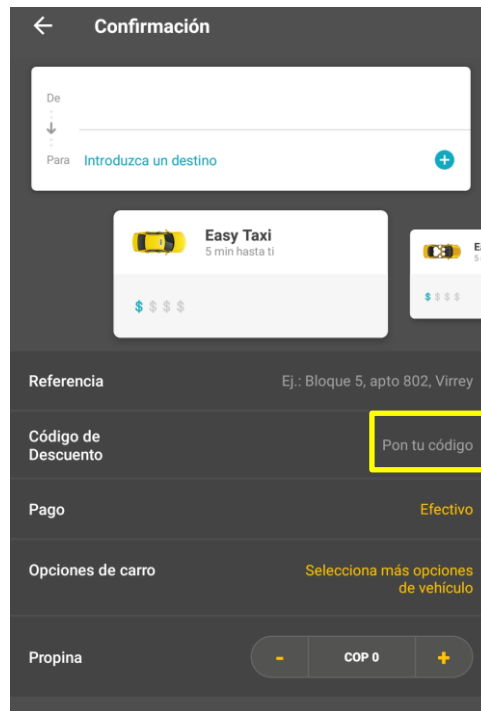 Confirmación
De
Para Introduzca un destino
Easy Taxi
5 min hasta ti
$ $ $ $
$ $ $ $
Referencia Ej.: Bloque 5, apto 802, Virrey
Código de
Descuento
Pon tu código
Pago Efectivo
Opciones de carro Selecciona más opciones
de vehículo
Propina - COP 0 +